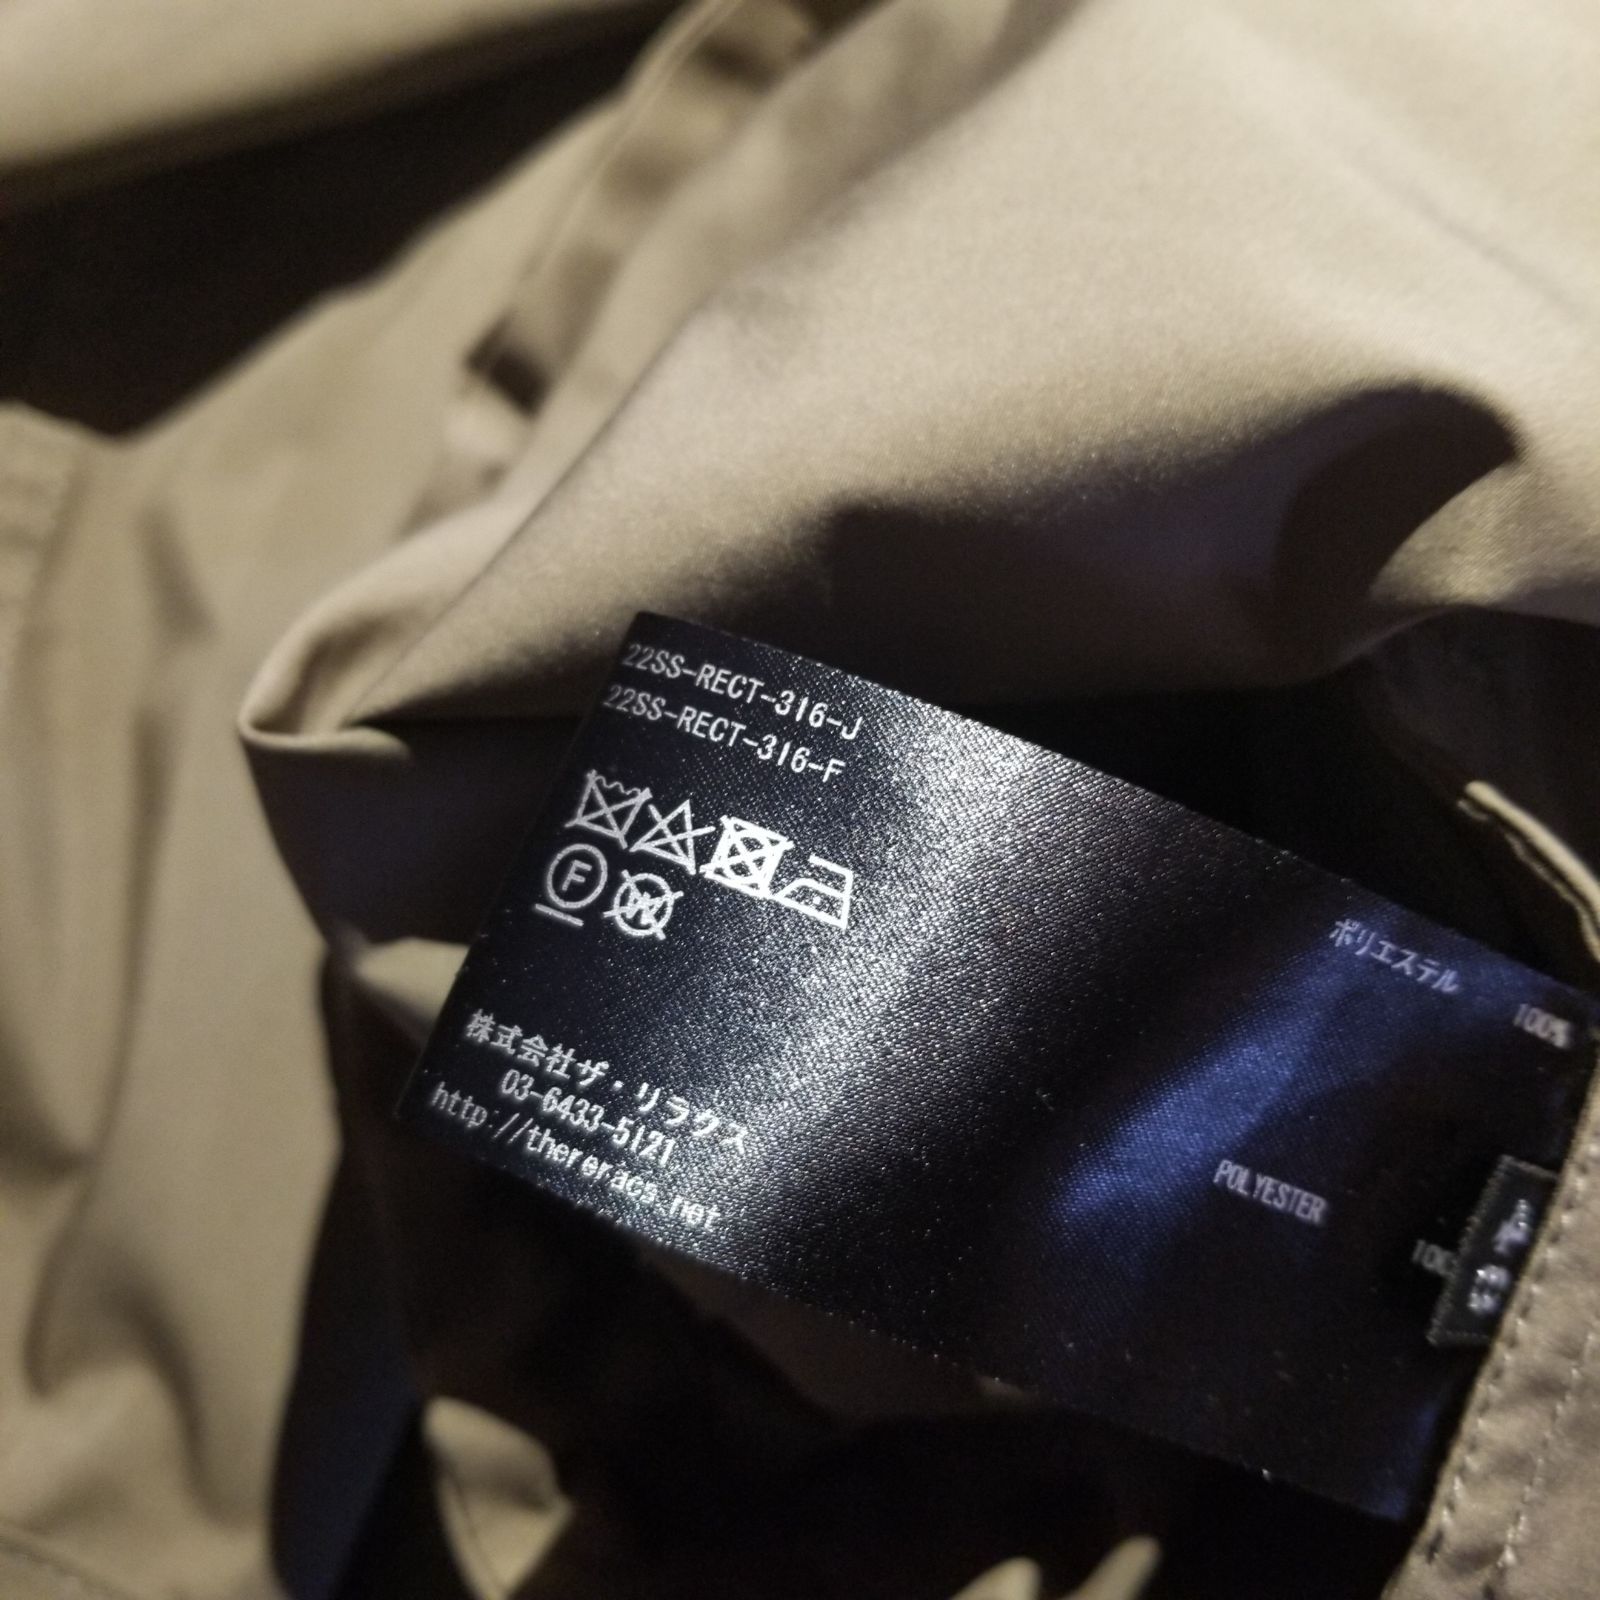 22SS-RECT-316-J
22SS-RECT-316-F
F
W
株式会社ザ・リラクス
03-6433-5121
http://thereracs.net
ポリエステル 100%
POLYESTER